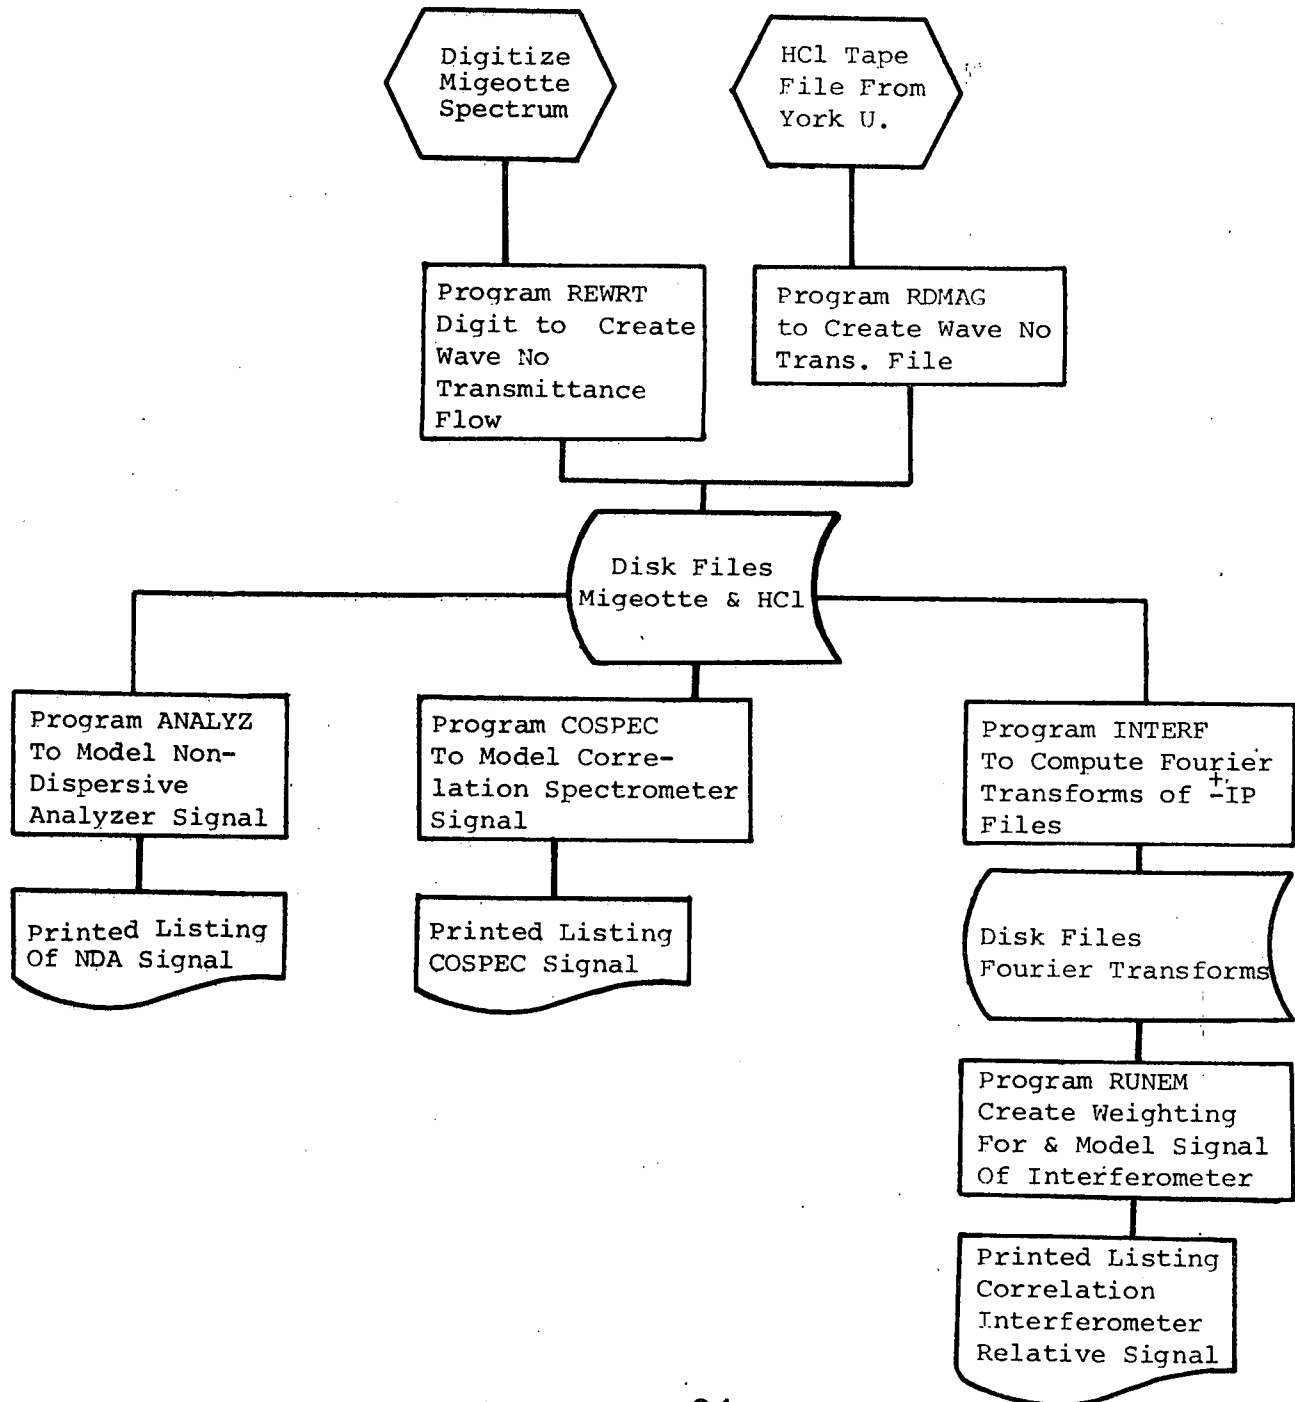 Digitize
Migeotte
Spectrum
HCl Tape
File From
York U.
Program REWRT
Digit to Create
Wave No
Transmittance
Flow
Program RDMAG
to Create Wave No
Trans. File
Disk Files
Migeotte & HCl
Program ANALYZ
To Model Non-
Dispersive
Analyzer Signal
Program COSPEC
To Model Corre-
lation Spectrometer
Signal
Program INTERF
To Compute Fourier
Transforms of ±IP
Files
Printed Listing
Of NDA Signal
Printed Listing
COSPEC Signal
Disk Files
Fourier Transforms
Program RUNEM
Create Weighting
For & Model Signal
Of Interferometer
Printed Listing
Correlation
Interferometer
Relative Signal